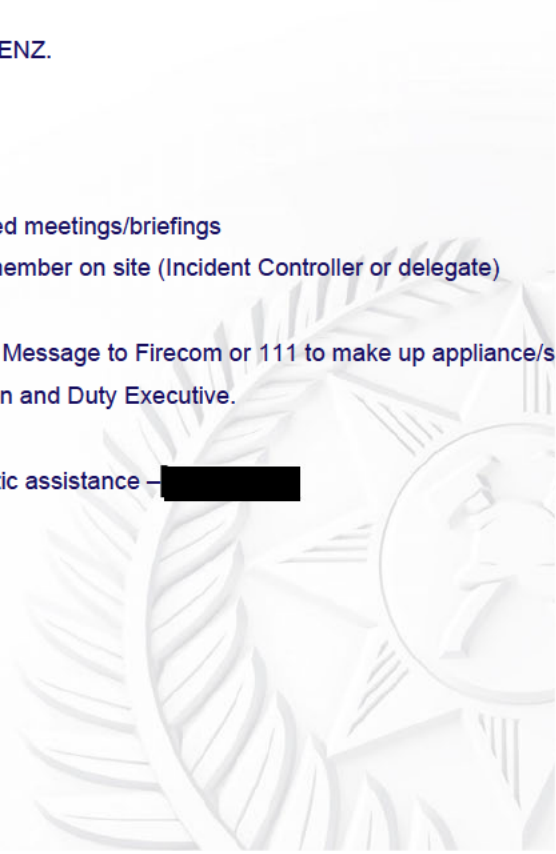 ENZ.
ed meetings/briefings
member on site (Incident Controller or delegate)
Message to Firecom or 111 to make up appliance/s
n and Duty Executive.
tic assistance –